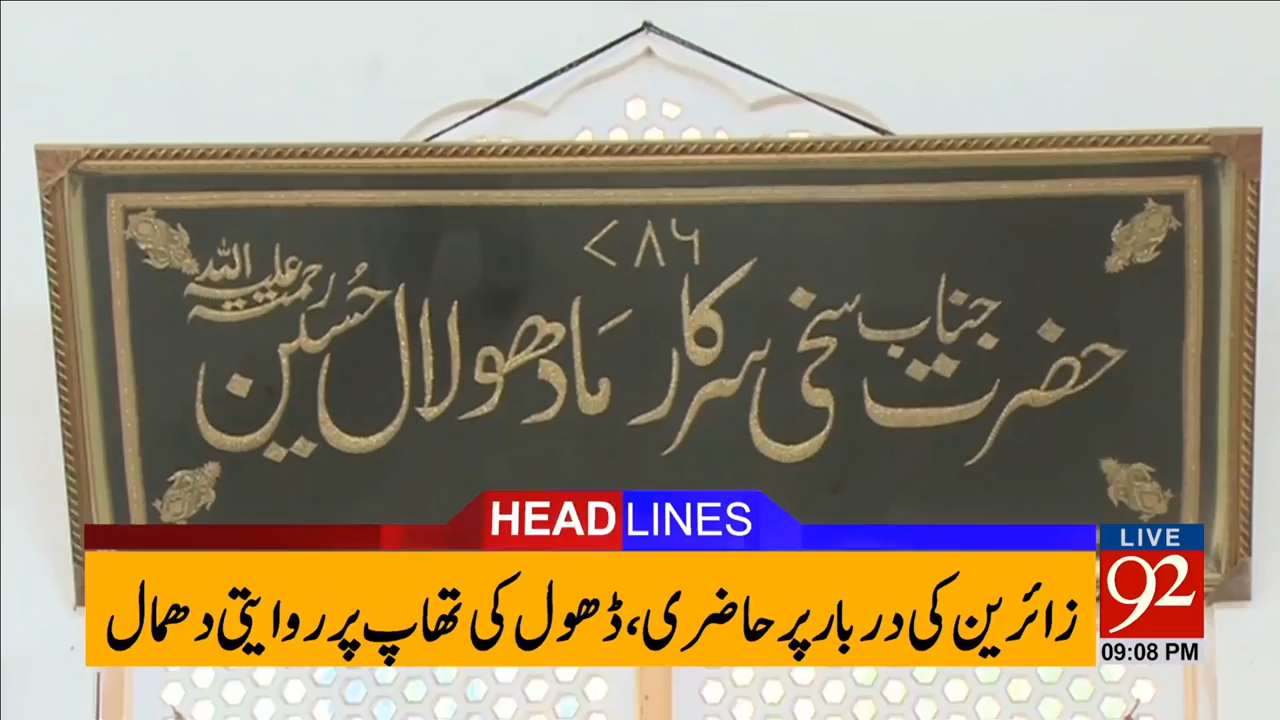 ۷۸۶
حضرت جناب سخی سرکار مادھولال حسین رحمتہ علیہ اللہ
HEADLINES
زائرین کی دربار پر حاضری، ڈھول کی تھاپ پر روایتی دھمال
LIVE
92
09:08 PM